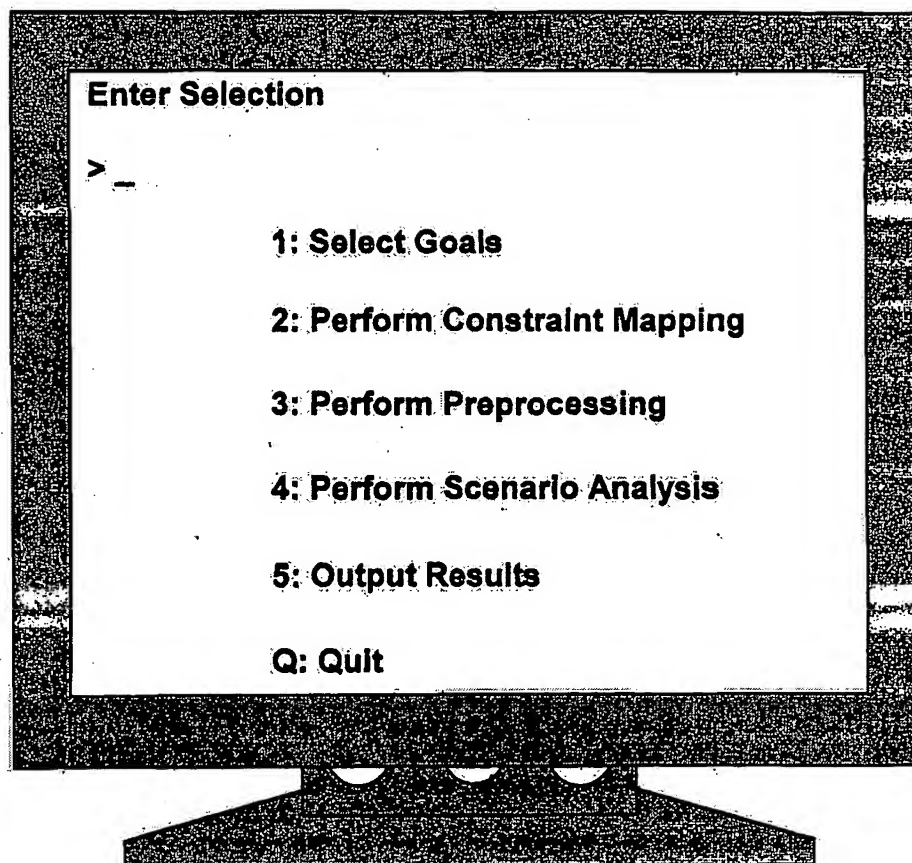 Enter Selection
> _
1: Select Goals
2: Perform Constraint Mapping
3: Perform Preprocessing
4: Perform Scenario Analysis
5: Output Results
Q: Quit